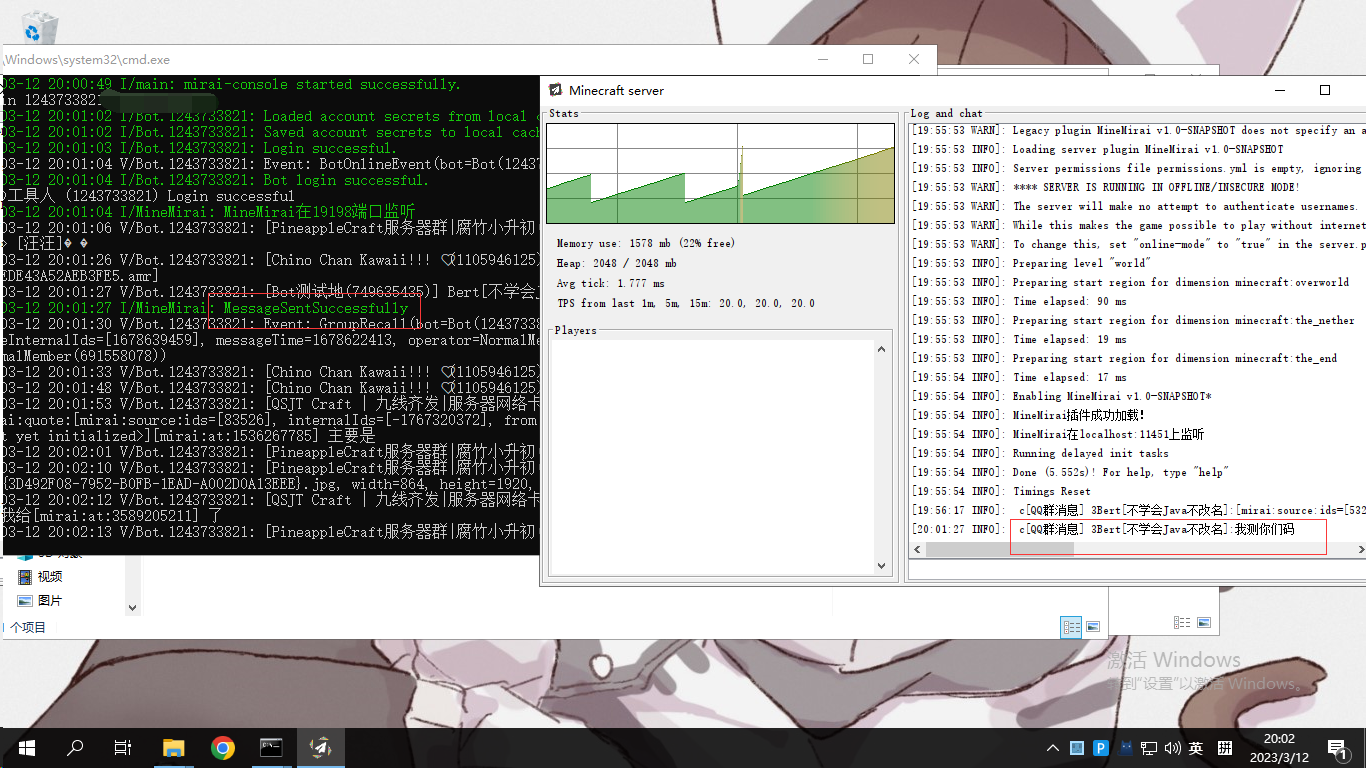 \Windows\system32\cmd.exe
03-12 20:00:49 I/main: mirai-console started successfully.
in 124373382
03-12 20:01:02 I/Bot.1243733821: Loaded account secrets from local
03-12 20:01:02 I/Bot.1243733821: Saved account secrets to local cach
03-12 20:01:03 I/Bot.1243733821: Login successful.
03-12 20:01:04 V/Bot.1243733821: Event: BotOnlineEvent(bot=Bot(12437
03-12 20:01:04 I/Bot.1243733821: Bot login successful.
工具人 (1243733821) Login successful
03-12 20:01:04 I/MineMirai: MineMirai在19198端口监听
03-12 20:01:06 V/Bot.1243733821: [PineappleCraft服务器群|腐竹小升初
[汪汪]� �
03-12 20:01:26 V/Bot.1243733821: [Chino Chan Kawaii!!! ♡(1105946125)
EDE43A52AEB3FE5.amr]
03-12 20:01:27 V/Bot.1243733821: [Bot测试地(749635435)] Bert[不学会J
03-12 20:01:27 I/MineMirai: MessageSentSuccessfully
03-12 20:01:30 V/Bot.1243733821: Event: GroupRecall(bot=Bot(12437338
eInternalIds=[1678639459], messageTime=1678622413, operator=NormalMe
malMember(691558078))
03-12 20:01:33 V/Bot.1243733821: [Chino Chan Kawaii!!! ♡(1105946125)
03-12 20:01:48 V/Bot.1243733821: [Chino Chan Kawaii!!! ♡(1105946125)
03-12 20:01:53 V/Bot.1243733821: [QSJT Craft | 九线齐发|服务器网络卡
ai:quote:[mirai:source:ids=[83526], internalIds=[-1767320372], from
t yet initialized>][mirai:at:1536267785] 主要是
03-12 20:02:01 V/Bot.1243733821: [PineappleCraft服务器群|腐竹小升初
03-12 20:02:10 V/Bot.1243733821: [PineappleCraft服务器群|腐竹小升初
{3D492F08-7952-B0FB-1EAD-A002D0A13EEE}.jpg, width=864, height=1920,
03-12 20:02:12 V/Bot.1243733821: [QSJT Craft | 九线齐发|服务器网络卡
我给[mirai:at:3589205211] 了
03-12 20:02:13 V/Bot.1243733821: [PineappleCraft服务器群|腐竹小升初
视频
图片
个项目
Minecraft server
Stats
Memory use: 1578 mb (22% free)
Heap: 2048 / 2048 mb
Avg tick: 1.777 ms
TPS from last 1m, 5m, 15m: 20.0, 20.0, 20.0
Players
Log and chat
[19:55:53 WARN]: Legacy plugin MineMirai v1.0-SNAPSHOT does not specify an a
[19:55:53 INFO]: Loading server plugin MineMirai v1.0-SNAPSHOT
[19:55:53 INFO]: Server permissions file permissions.yml is empty, ignoring
[19:55:53 WARN]: **** SERVER IS RUNNING IN OFFLINE/INSECURE MODE!
[19:55:53 WARN]: The server will make no attempt to authenticate usernames.
[19:55:53 WARN]: While this makes the game possible to play without internet
[19:55:53 WARN]: To change this, set "online-mode" to "true" in the server.p
[19:55:53 INFO]: Preparing level "world"
[19:55:53 INFO]: Preparing start region for dimension minecraft:overworld
[19:55:53 INFO]: Time elapsed: 90 ms
[19:55:53 INFO]: Preparing start region for dimension minecraft:the_nether
[19:55:53 INFO]: Time elapsed: 19 ms
[19:55:53 INFO]: Preparing start region for dimension minecraft:the_end
[19:55:54 INFO]: Time elapsed: 17 ms
[19:55:54 INFO]: Enabling MineMirai v1.0-SNAPSHOT*
[19:55:54 INFO]: MineMirai插件成功加载!
[19:55:54 INFO]: MineMirai在localhost:11451上监听
[19:55:54 INFO]: Running delayed init tasks
[19:55:54 INFO]: Done (5.552s)! For help, type "help"
[19:55:54 INFO]: Timings Reset
[19:56:17 INFO]: c[QQ群消息] 3Bert[不学会Java不改名]:[mirai:source:ids=[532
[20:01:27 INFO]: c[QQ群消息] 3Bert[不学会Java不改名]:我测你们码
激活 Windows
到"设置"以激活 Windows。
英
拼
20:02
2023/3/12
1